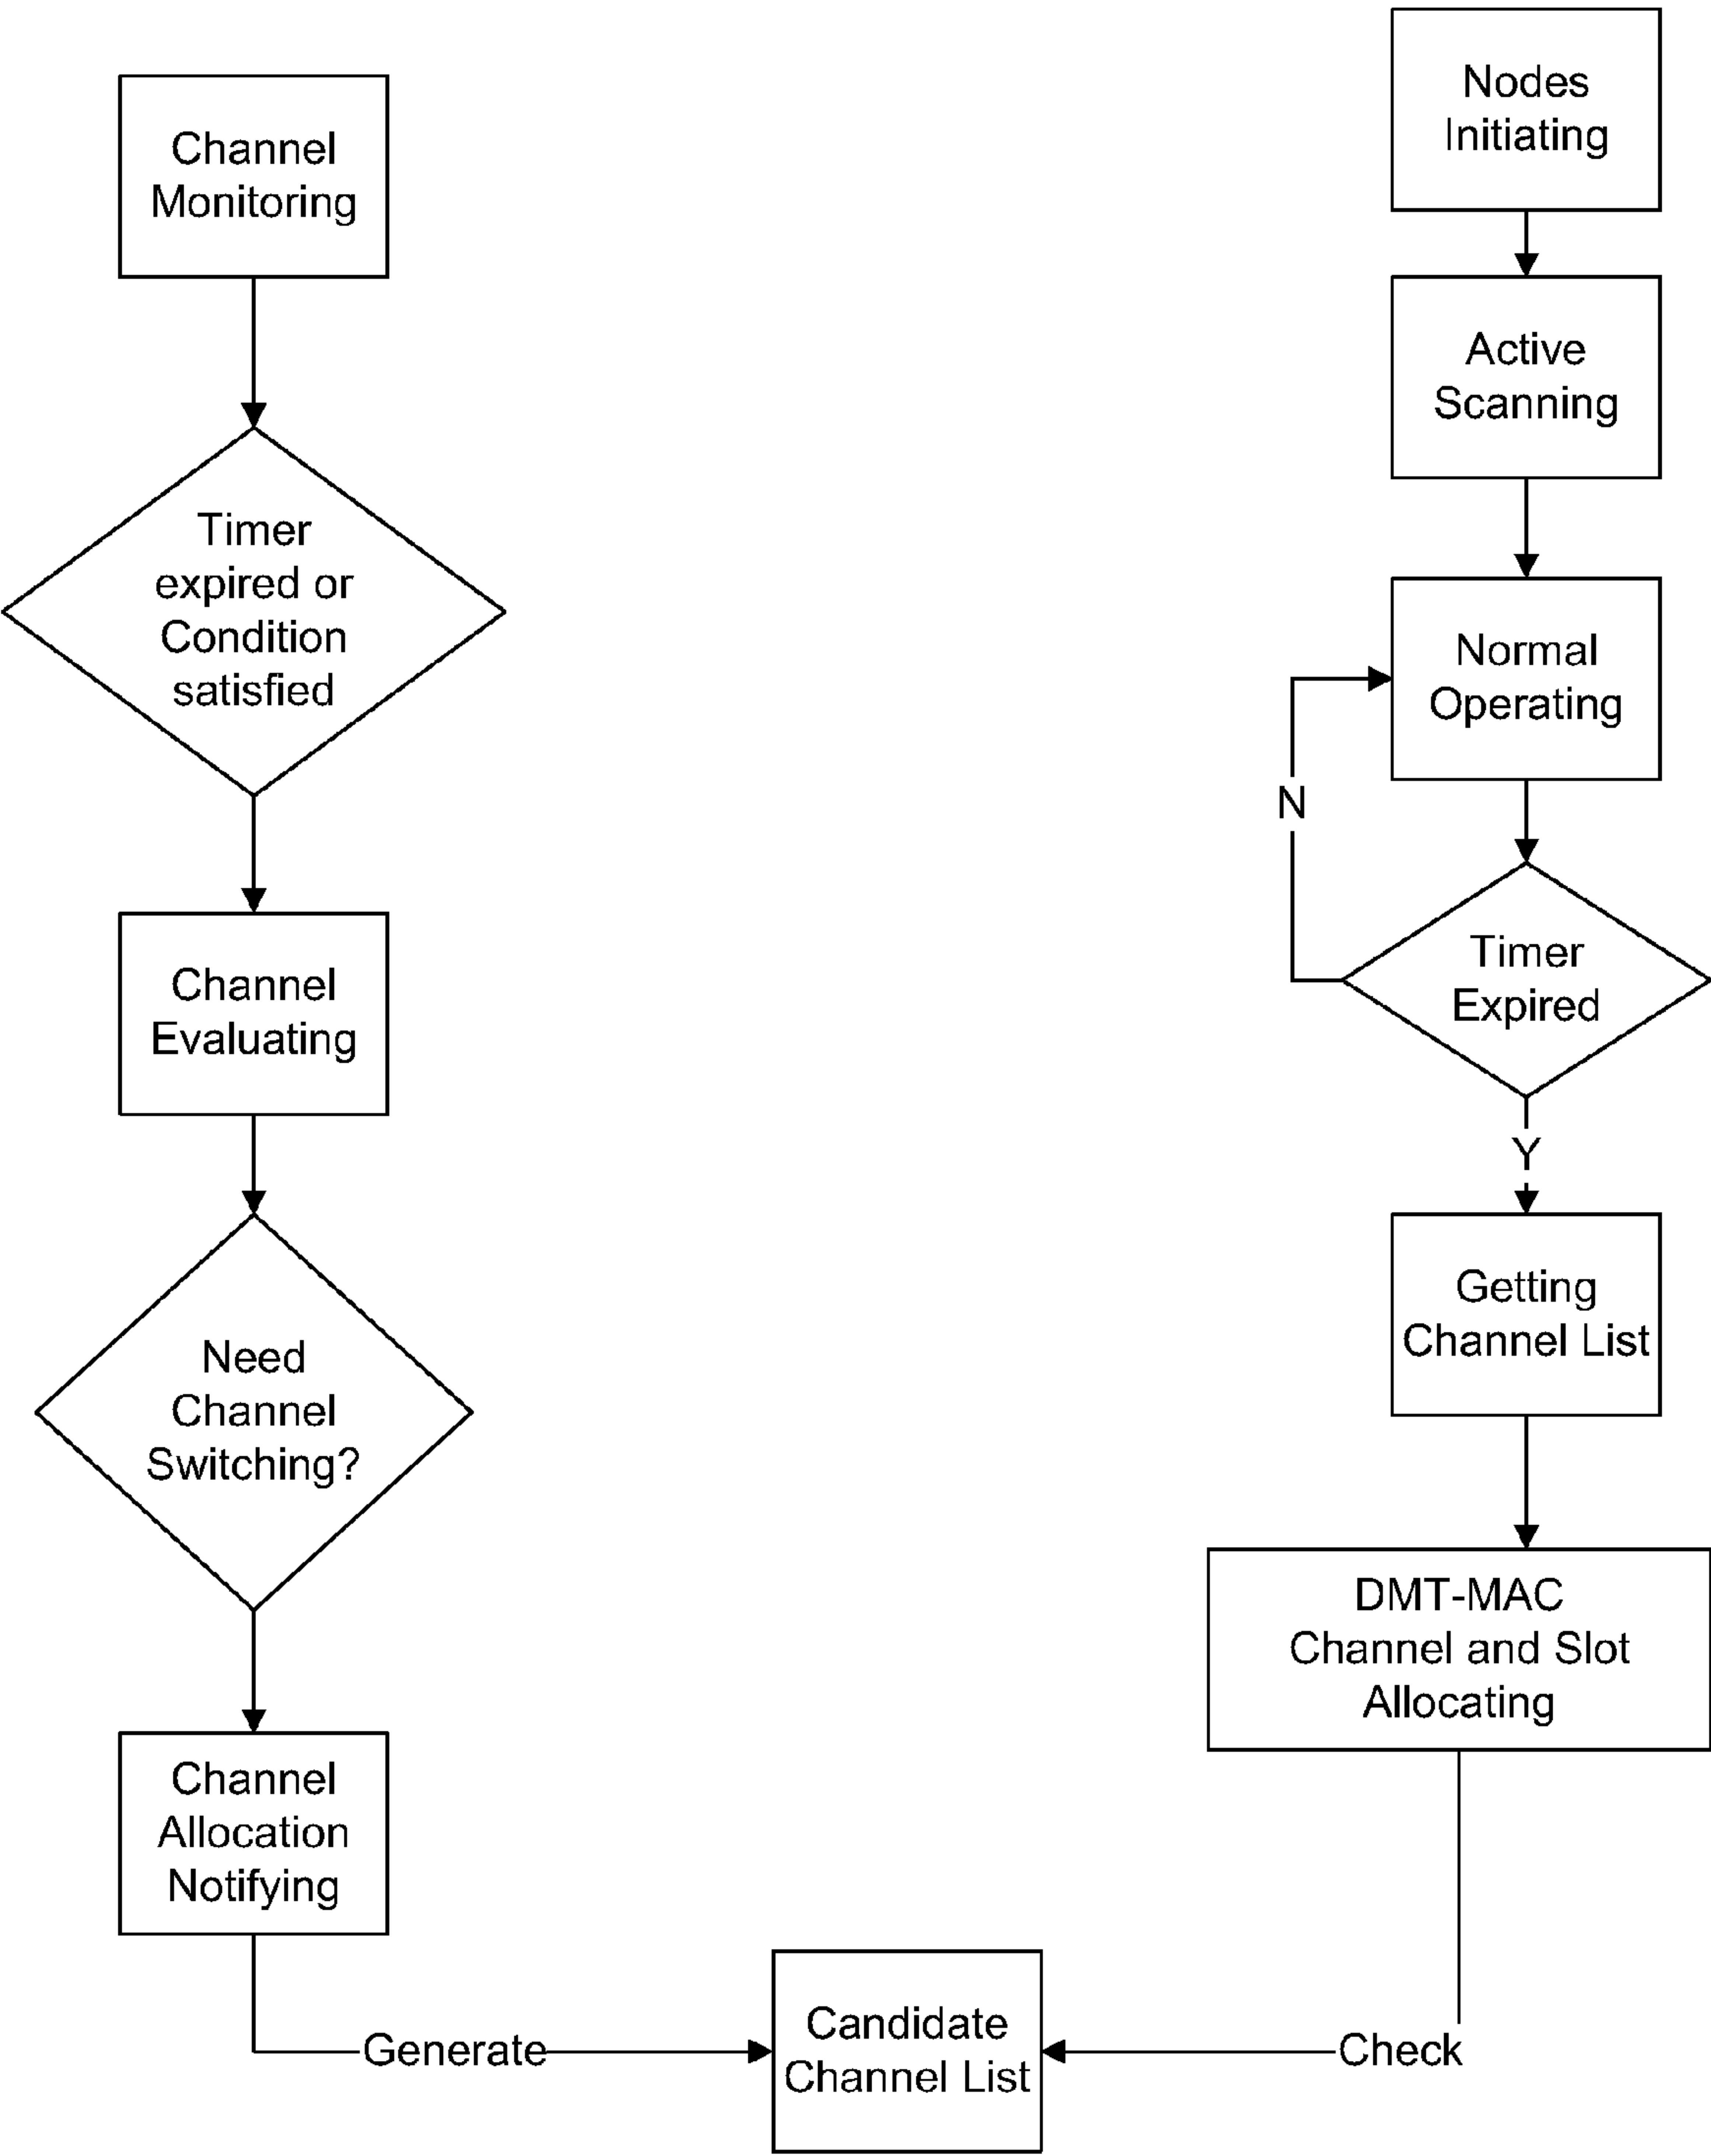 Channel
Monitoring
Timer
expired or
Condition
satisfied
Channel
Evaluating
Need
Channel
Switching?
Channel
Allocation
Notifying
Generate
Candidate
Channel List
Nodes
Initiating
Active
Scanning
Normal
Operating
N
Timer
Expired
Y
Getting
Channel List
DMT-MAC
Channel and Slot
Allocating
Check